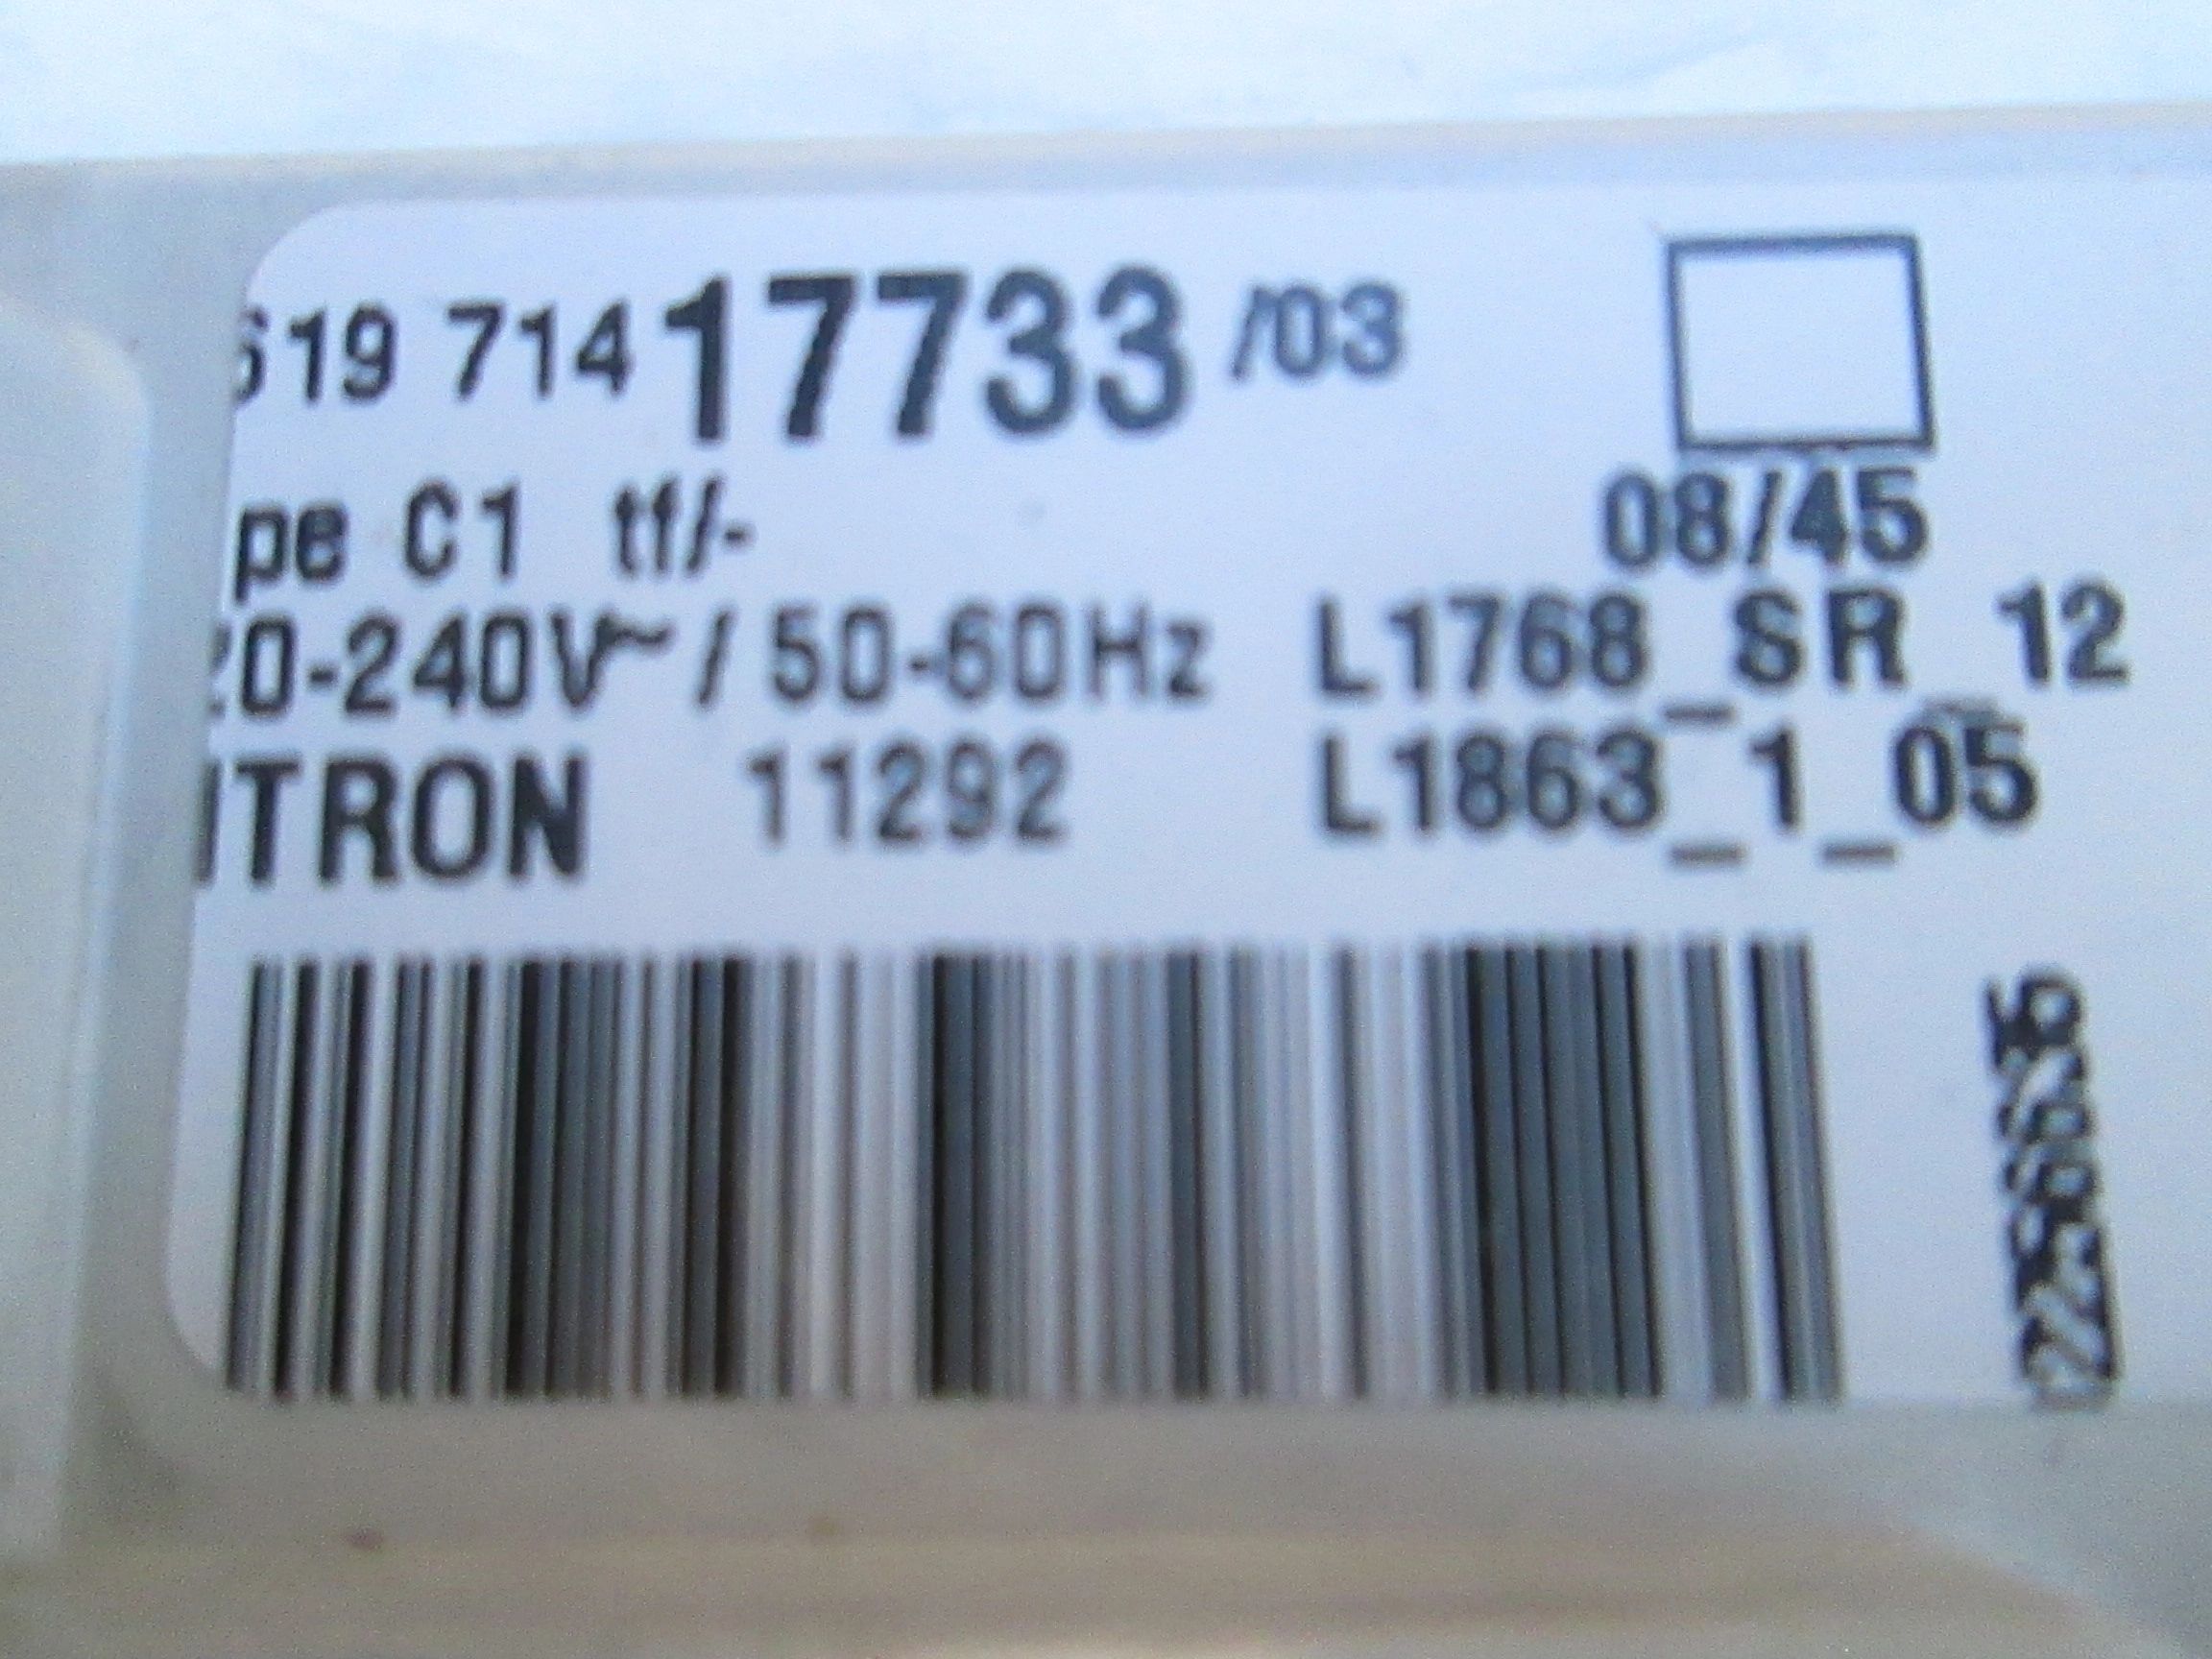 619 714 17733 /03
pe C1 tf/-
08/45
20-240V~ / 50-60Hz L1768_SR_12
TRON 11292 L1863_1_05